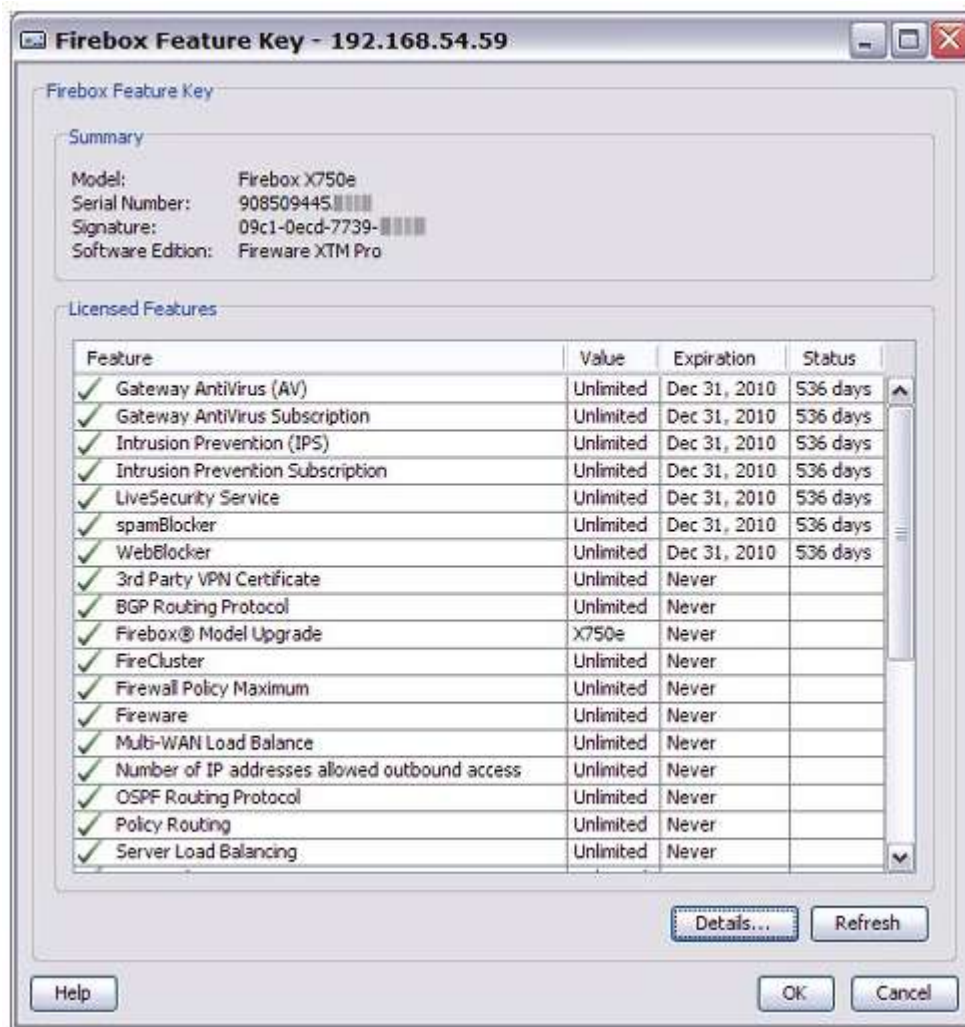 Firebox Feature Key - 192.168.54.59
Firebox Feature Key
Summary
Model: Firebox X750e
Serial Number: 908509445
Signature: 09c1-0ecd-7739-
Software Edition: Fireware XTM Pro
Licensed Features
Feature Value Expiration Status
Gateway AntiVirus (AV) Unlimited Dec 31, 2010 536 days
Gateway AntiVirus Subscription Unlimited Dec 31, 2010 536 days
Intrusion Prevention (IPS) Unlimited Dec 31, 2010 536 days
Intrusion Prevention Subscription Unlimited Dec 31, 2010 536 days
LiveSecurity Service Unlimited Dec 31, 2010 536 days
spamBlocker Unlimited Dec 31, 2010 536 days
WebBlocker Unlimited Dec 31, 2010 536 days
3rd Party VPN Certificate Unlimited Never
BGP Routing Protocol Unlimited Never
Firebox® Model Upgrade X750e Never
FireCluster Unlimited Never
Firewall Policy Maximum Unlimited Never
Fireware Unlimited Never
Multi-WAN Load Balance Unlimited Never
Number of IP addresses allowed outbound access Unlimited Never
OSPF Routing Protocol Unlimited Never
Policy Routing Unlimited Never
Server Load Balancing Unlimited Never
Details... Refresh
Help OK Cancel